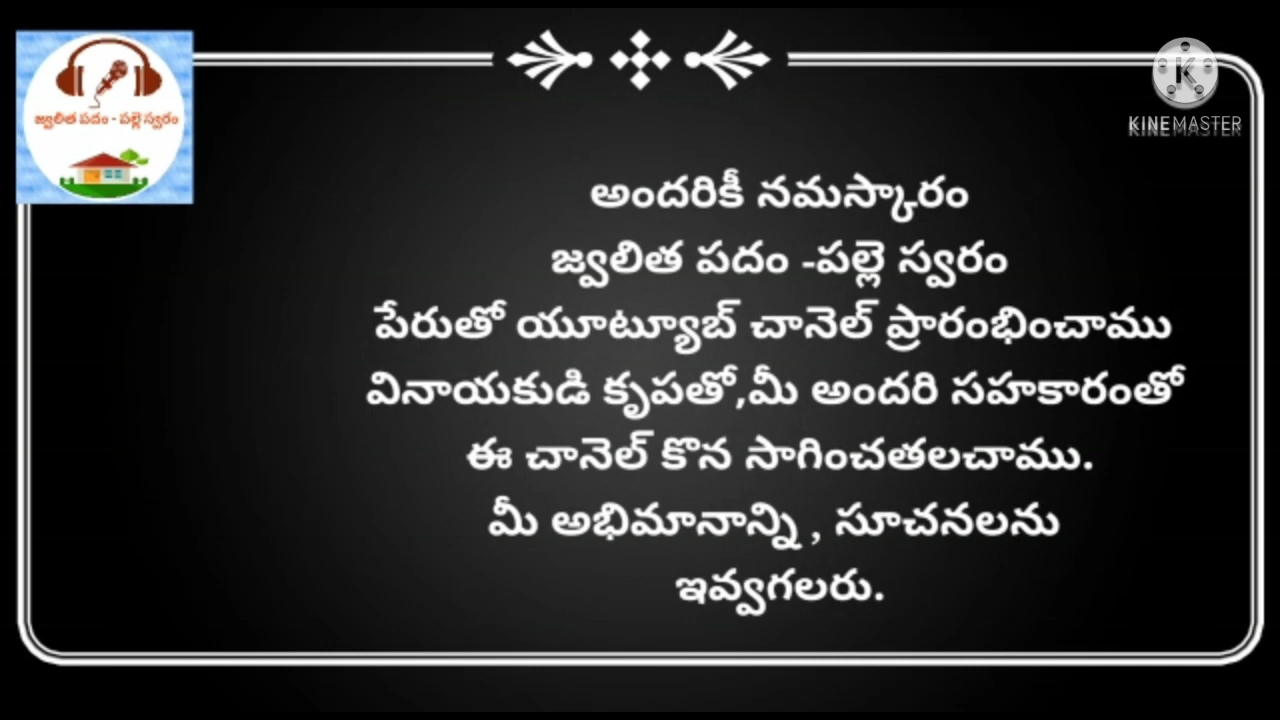 జ్వలిత పదం - పల్లె స్వరం
K
KINEMASTER
అందరికీ నమస్కారం
జ్వలిత పదం -పల్లె స్వరం
పేరుతో యూట్యూబ్ చానెల్ ప్రారంభించాము
వినాయకుడి కృపతో,మీ అందరి సహకారంతో
ఈ చానెల్ కొన సాగించతలచాము.
మీ అభిమానాన్ని , సూచనలను
ఇవ్వగలరు.